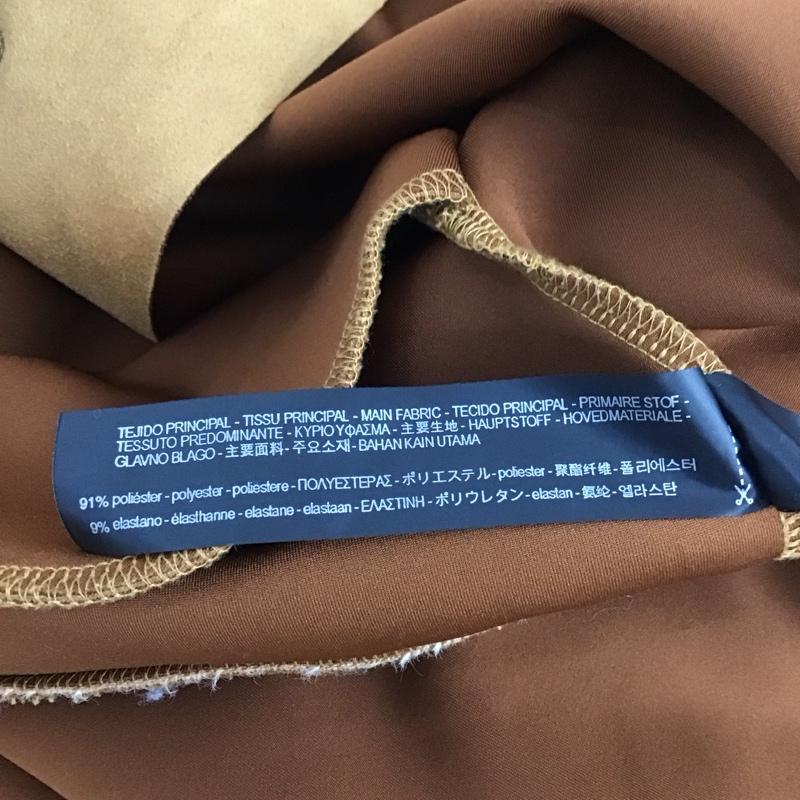 TEJIDO PRINCIPAL - TISSU PRINCIPAL - MAIN FABRIC - TECIDO PRINCIPAL - PRIMAIRE STOF -
TESSUTO PREDOMINANTE - ΚΥΡΙΟ ΥΦΑΣΜΑ - 主要生地 - HAUPTSTOFF - HOVEDMATERIALE -
GLAVNO BLAGO - 主要面料 - 주요소재 - BAHAN KAIN UTAMA
91% poliéster - polyester - poliestere - ΠΟΛΥΕΣΤΕΡΑΣ - ポリエステル - poliester - 聚酯纤维 - 폴리에스터
9% elastano - élasthanne - elastane - elastaan - ΕΛΑΣΤΙΝΗ - ポリウレタン - elastan - 氨纶 - 엘라스탄